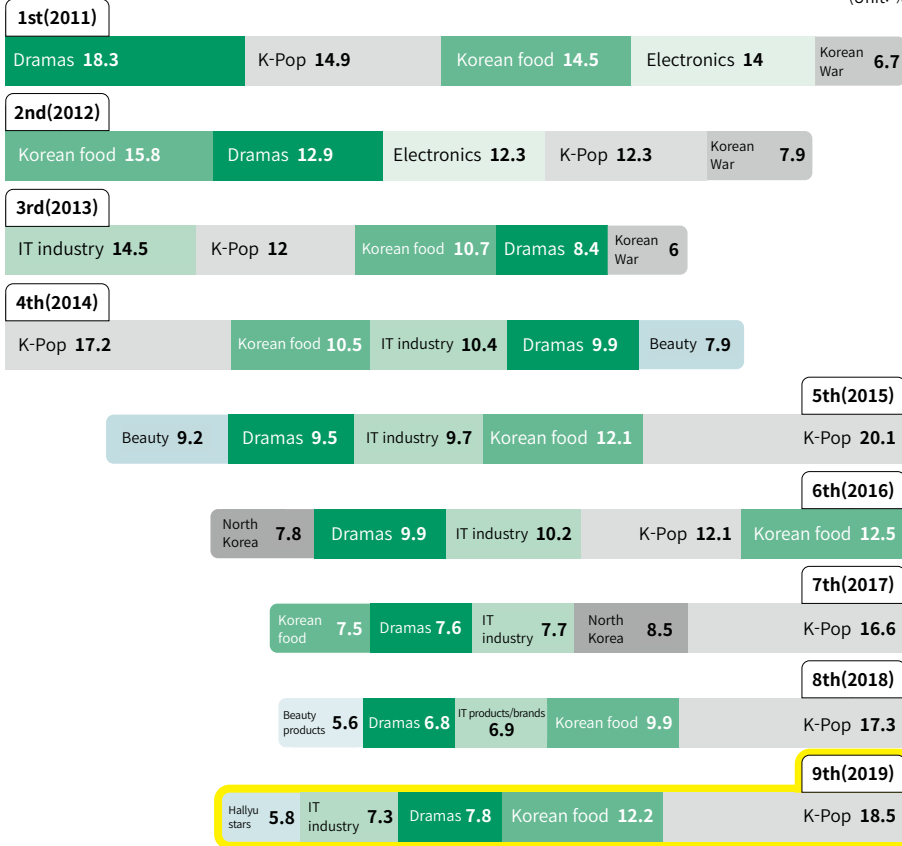 (Unit: %
1st(2011)
Dramas 18.3 K-Pop 14.9 Korean food 14.5 Electronics 14 Korean War 6.7
2nd(2012)
Korean food 15.8 Dramas 12.9 Electronics 12.3 K-Pop 12.3 Korean War 7.9
3rd(2013)
IT industry 14.5 K-Pop 12 Korean food 10.7 Dramas 8.4 Korean War 6
4th(2014)
K-Pop 17.2 Korean food 10.5 IT industry 10.4 Dramas 9.9 Beauty 7.9
5th(2015)
Beauty 9.2 Dramas 9.5 IT industry 9.7 Korean food 12.1 K-Pop 20.1
6th(2016)
North Korea 7.8 Dramas 9.9 IT industry 10.2 K-Pop 12.1 Korean food 12.5
7th(2017)
Korean food 7.5 Dramas 7.6 IT industry 7.7 North Korea 8.5 K-Pop 16.6
8th(2018)
Beauty products 5.6 Dramas 6.8 IT products/brands 6.9 Korean food 9.9 K-Pop 17.3
9th(2019)
Hallyu stars 5.8 IT industry 7.3 Dramas 7.8 Korean food 12.2 K-Pop 18.5